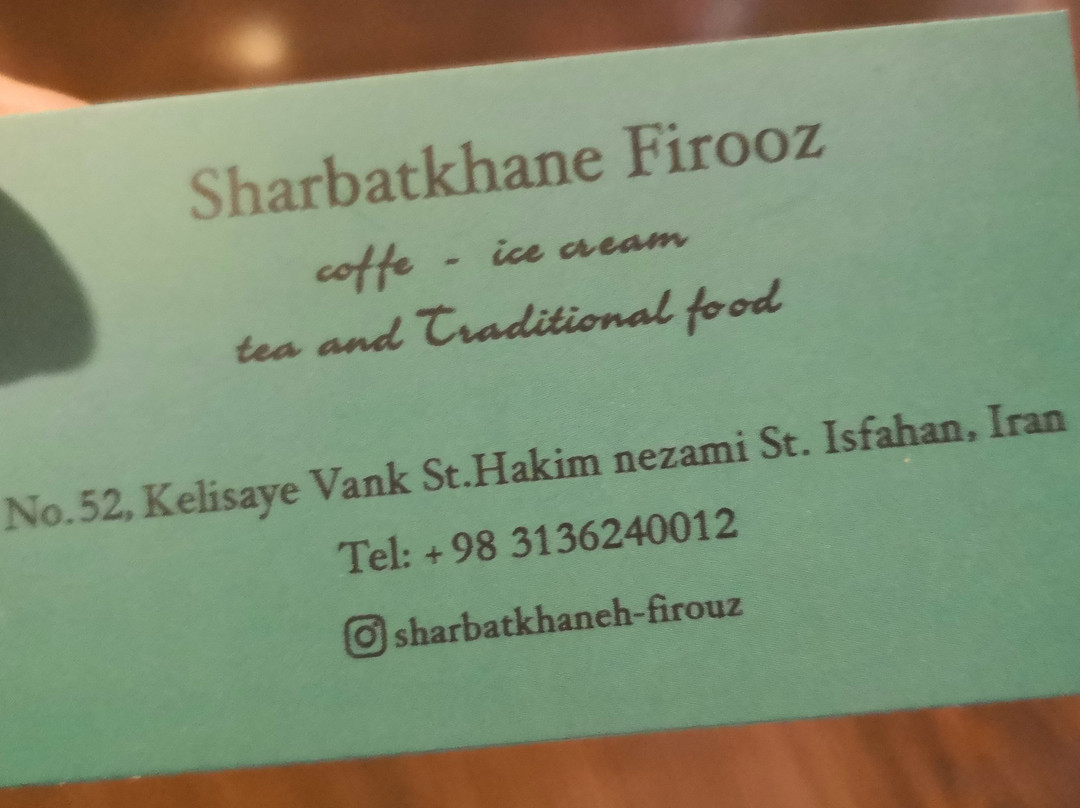 Sharbatkhane Firooz
coffe - ice cream
tea and Traditional food
No.52, Kelisaye Vank St.Hakim nezami St. Isfahan, Iran
Tel: +98 3136240012
sharbatkhaneh-firouz